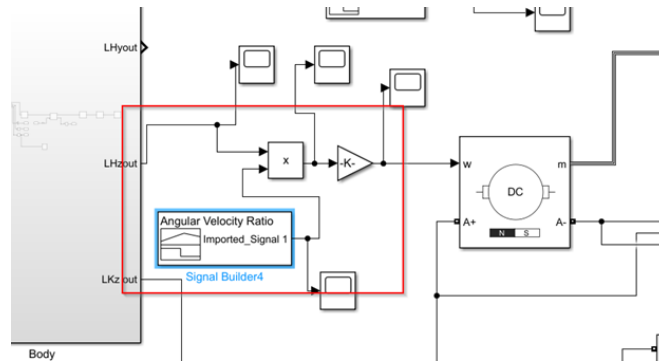 LHyout
LHzout
x
-K-
w
m
DC
A+
A-
N
S
Angular Velocity Ratio
Imported_Signal 1
Signal Builder4
LKzout
Body